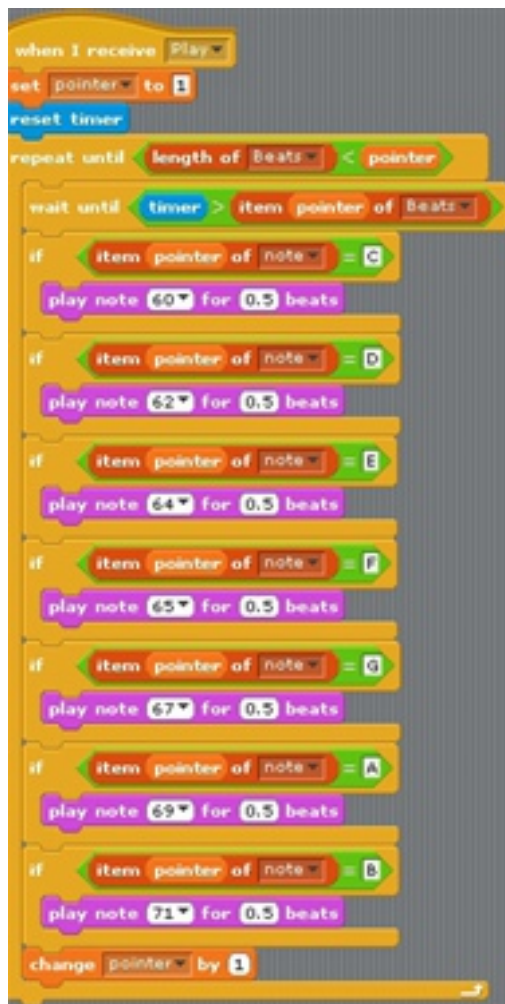 when I receive Play
set pointer to 1
reset timer
repeat until length of Beats < pointer
wait until timer > item pointer of Beats
if item pointer of note = C
play note 60 for 0.5 beats
if item pointer of note = D
play note 62 for 0.5 beats
if item pointer of note = E
play note 64 for 0.5 beats
if item pointer of note = F
play note 65 for 0.5 beats
if item pointer of note = G
play note 67 for 0.5 beats
if item pointer of note = A
play note 69 for 0.5 beats
if item pointer of note = B
play note 71 for 0.5 beats
change pointer by 1